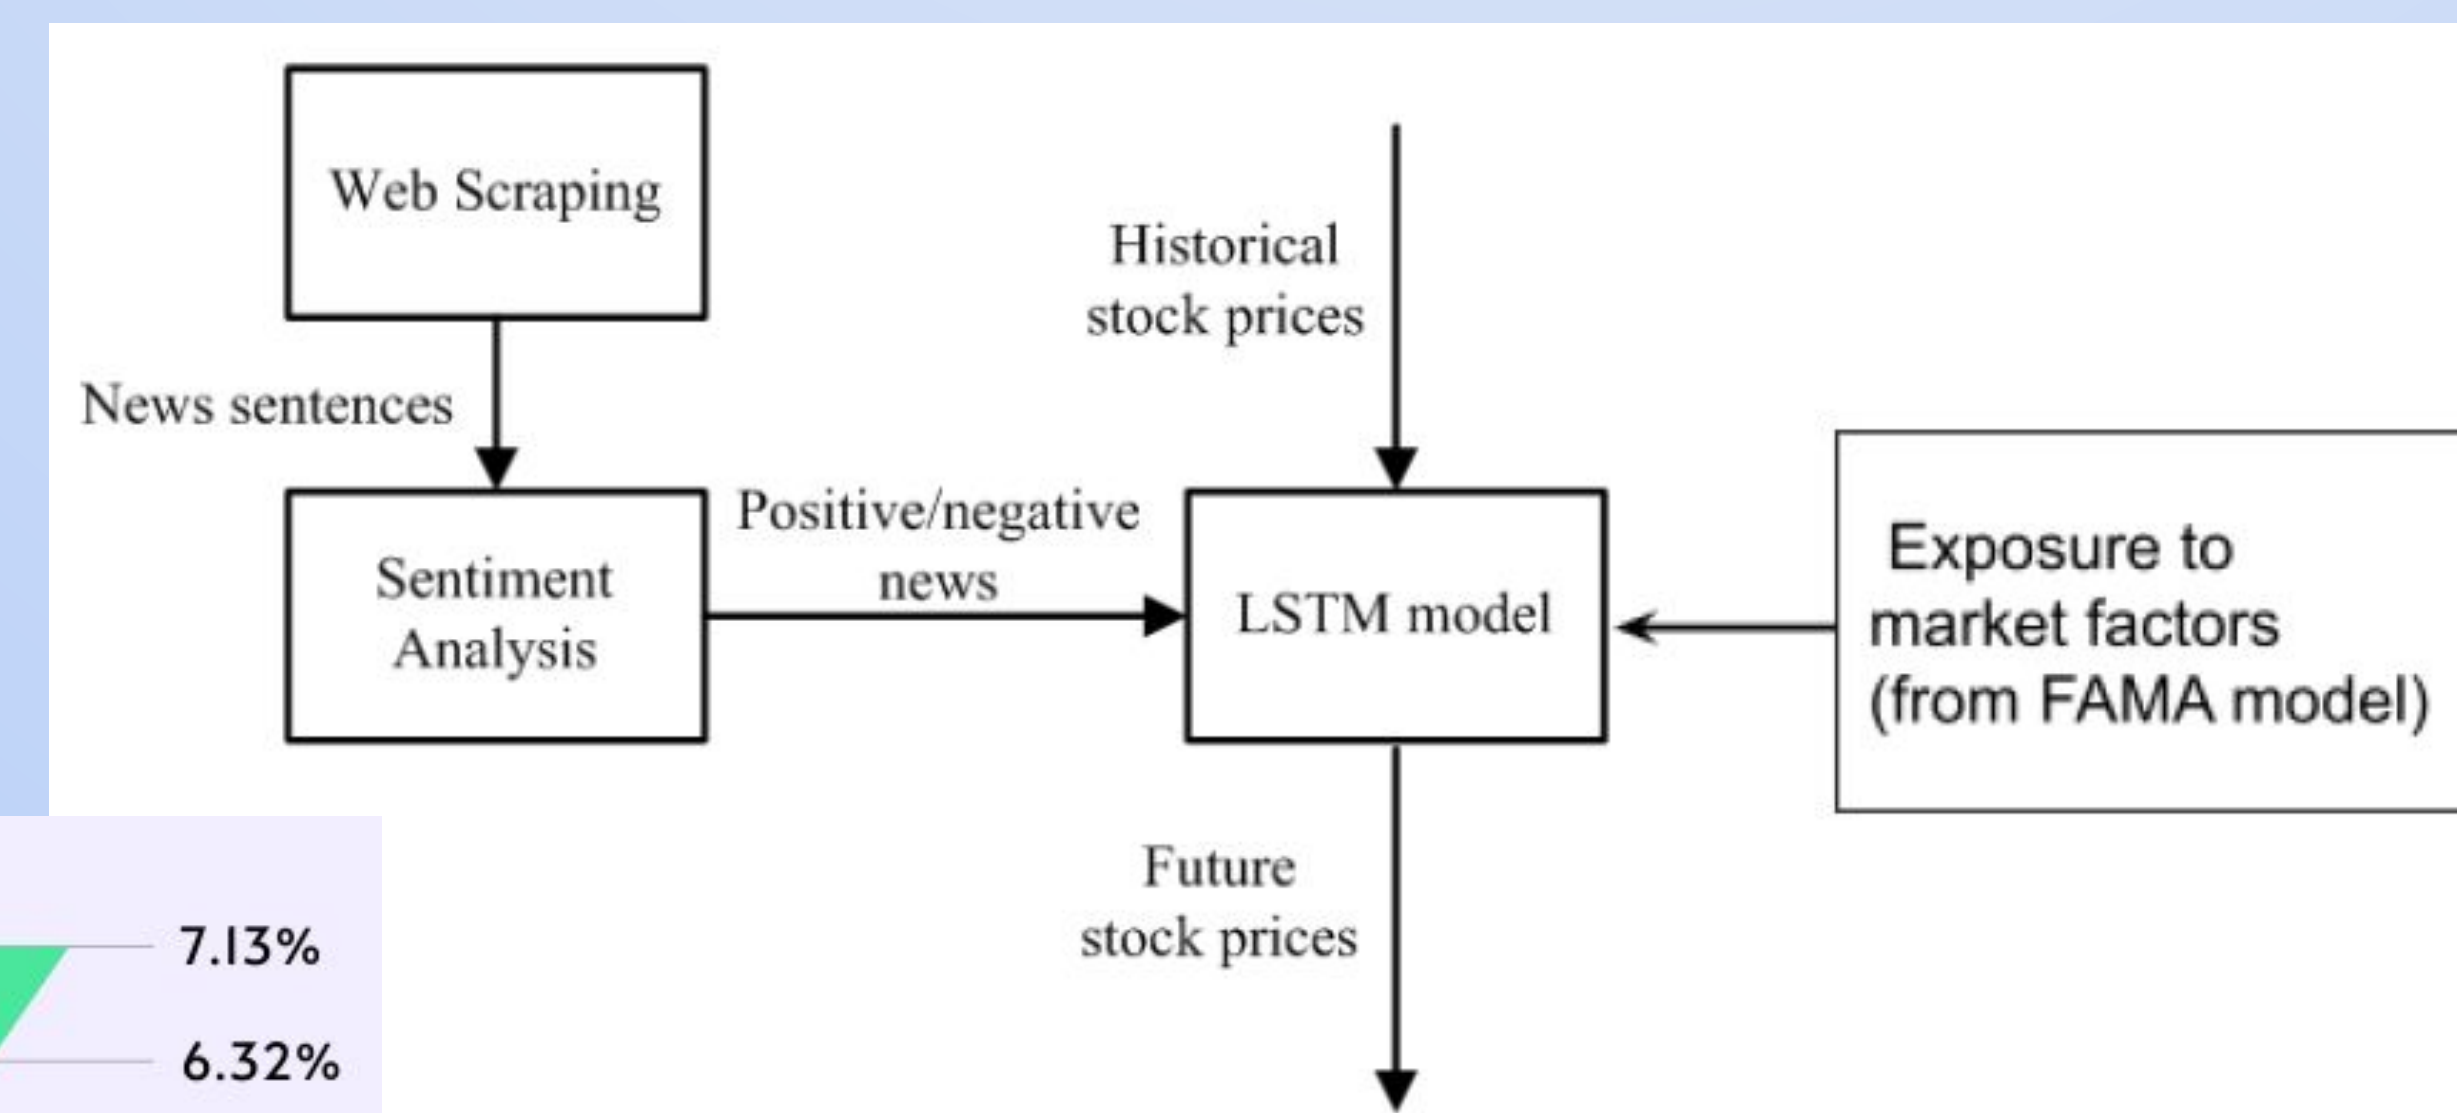 Web Scraping
Historical
stock prices
News sentences
Positive/negative
news
Sentiment
Analysis
LSTM model
Exposure to
market factors
(from FAMA model)
Future
stock prices
7.13%
6.32%